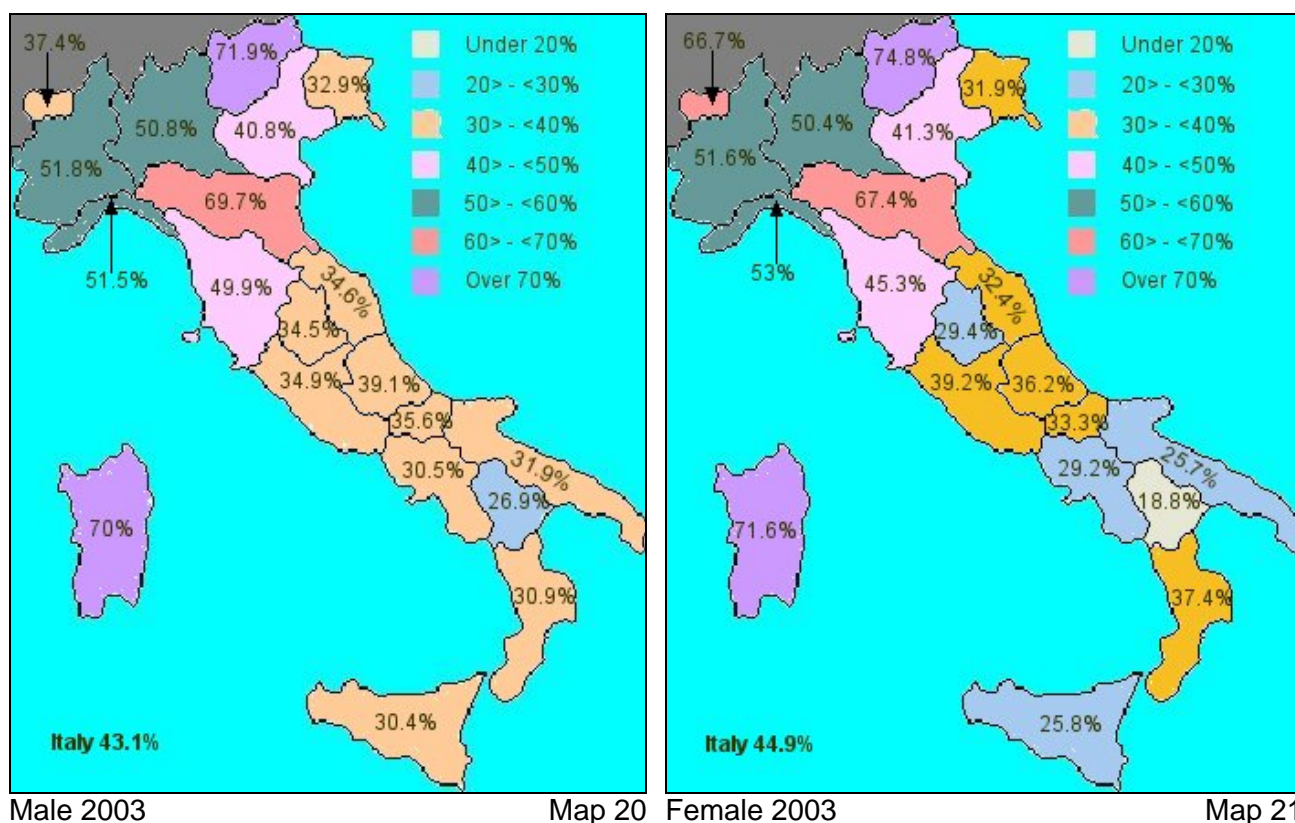 37.4%
71.9%
32.9%
50.8%
40.8%
51.8%
69.7%
51.5%
49.9%
34.6%
34.5%
34.9%
39.1%
35.6%
30.5%
31.9%
26.9%
70%
30.9%
30.4%
Under 20%
20> - <30%
30> - <40%
40> - <50%
50> - <60%
60> - <70%
Over 70%
Italy 43.1%
Male 2003 Map 20
66.7%
74.8%
31.9%
50.4%
41.3%
51.6%
67.4%
53%
45.3%
32.4%
29.4%
39.2%
36.2%
33.3%
29.2%
25.7%
18.8%
71.6%
37.4%
25.8%
Under 20%
20> - <30%
30> - <40%
40> - <50%
50> - <60%
60> - <70%
Over 70%
Italy 44.9%
Female 2003 Map 21